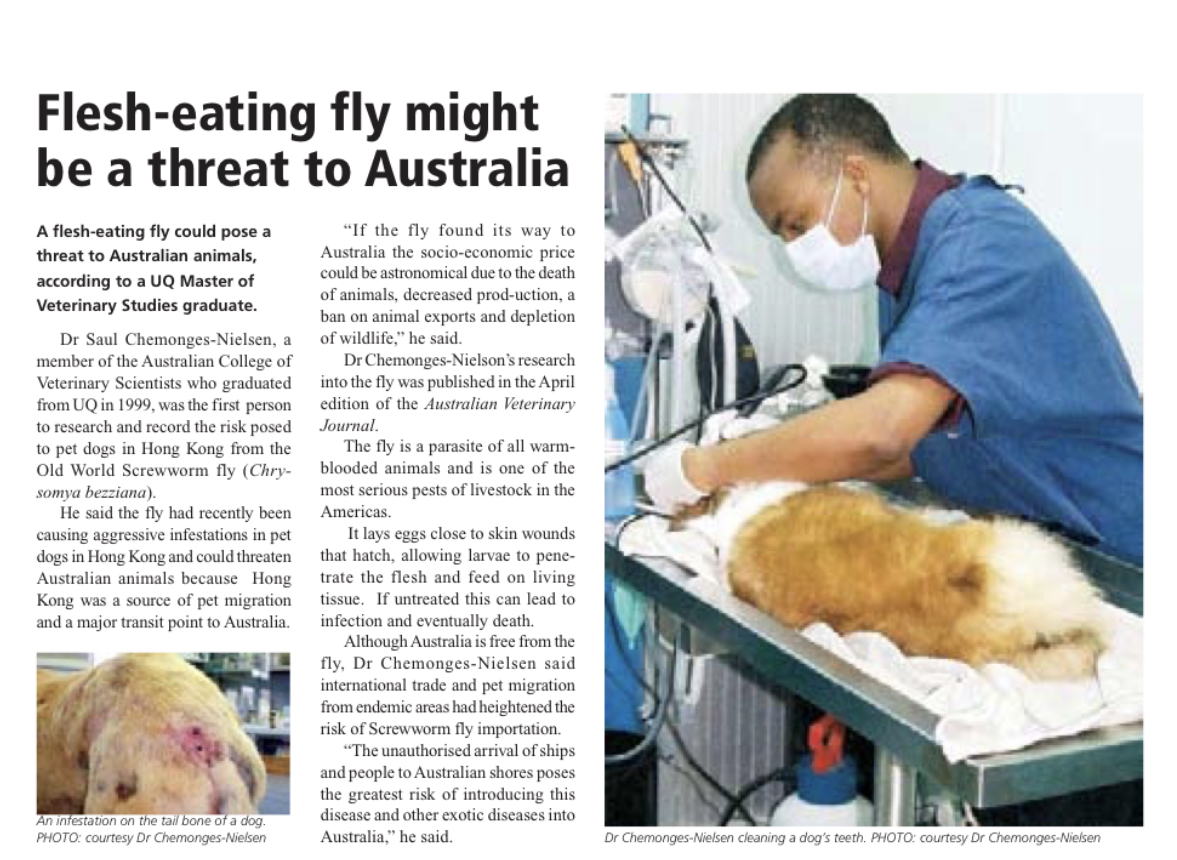 Flesh-eating fly might
be a threat to Australia
A flesh-eating fly could pose a
threat to Australian animals,
according to a UQ Master of
Veterinary Studies graduate.
Dr Saul Chemonges-Nielsen, a
member of the Australian College of
Veterinary Scientists who graduated
from UQ in 1999, was the first person
to research and record the risk posed
to pet dogs in Hong Kong from the
Old World Screwworm fly (Chry-
somya bezziana).
He said the fly had recently been
causing aggressive infestations in pet
dogs in Hong Kong and could threaten
Australian animals because Hong
Kong was a source of pet migration
and a major transit point to Australia.
An infestation on the tail bone of a dog.
PHOTO: courtesy Dr Chemonges-Nielsen
“If the fly found its way to
Australia the socio-economic price
could be astronomical due to the death
of animals, decreased prod-uction, a
ban on animal exports and depletion
of wildlife,” he said.
Dr Chemonges-Nielson’s research
into the fly was published in the April
edition of the Australian Veterinary
Journal.
The fly is a parasite of all warm-
blooded animals and is one of the
most serious pests of livestock in the
Americas.
It lays eggs close to skin wounds
that hatch, allowing larvae to pene-
trate the flesh and feed on living
tissue. If untreated this can lead to
infection and eventually death.
Although Australia is free from the
fly, Dr Chemonges-Nielsen said
international trade and pet migration
from endemic areas had heightened the
risk of Screwworm fly importation.
“The unauthorised arrival of ships
and people to Australian shores poses
the greatest risk of introducing this
disease and other exotic diseases into
Australia,” he said.
Dr Chemonges-Nielsen cleaning a dog’s teeth. PHOTO: courtesy Dr Chemonges-Nielsen